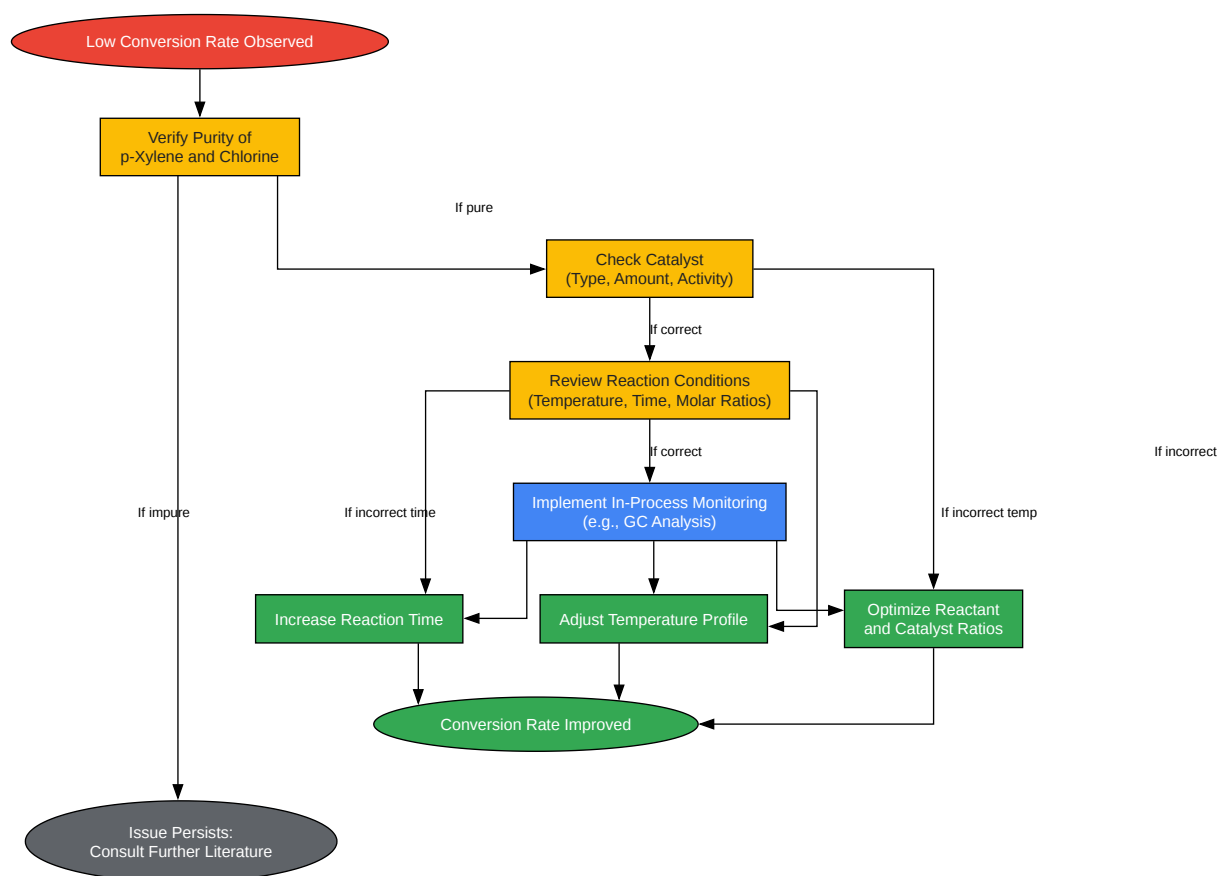 Low Conversion Rate Observed
Verify Purity of
p-Xylene and Chlorine
If pure
Check Catalyst
(Type, Amount, Activity)
If correct
Review Reaction Conditions
(Temperature, Time, Molar Ratios)
If correct
If incorrect
Implement In-Process Monitoring
(e.g., GC Analysis)
If impure
If incorrect time
If incorrect temp
Increase Reaction Time
Adjust Temperature Profile
Optimize Reactant
and Catalyst Ratios
Conversion Rate Improved
Issue Persists:
Consult Further Literature